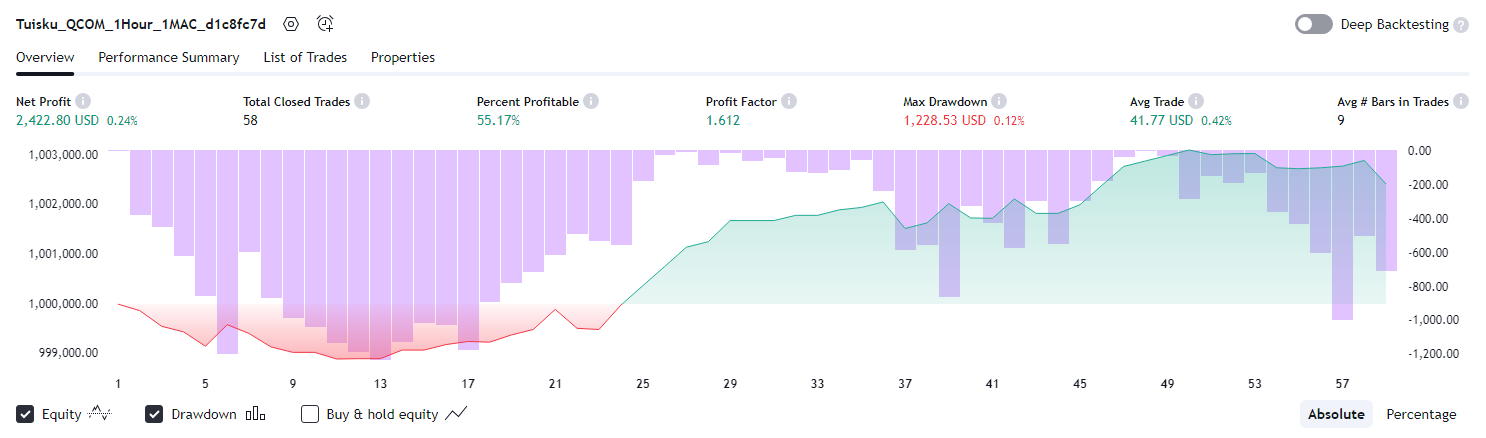 Tuisku_QCOM_1Hour_1MAC_d1c8fc7d Deep Backtesting ?
Overview Performance Summary List of Trades Properties
Net Profit i Total Closed Trades i Percent Profitable i Profit Factor i Max Drawdown i Avg Trade i Avg # Bars in Trades i
2,422.80 USD 0.24% 58 55.17% 1.612 1,228.53 USD 0.12% 41.77 USD 0.42% 9
1,003,000.00 0.00
-200.00
1,002,000.00 -400.00
1,001,000.00 -600.00
-800.00
1,000,000.00 -1,000.00
999,000.00 -1,200.00
1 5 9 13 17 21 25 29 33 37 41 45 49 53 57
Equity Drawdown Buy & hold equity Absolute Percentage